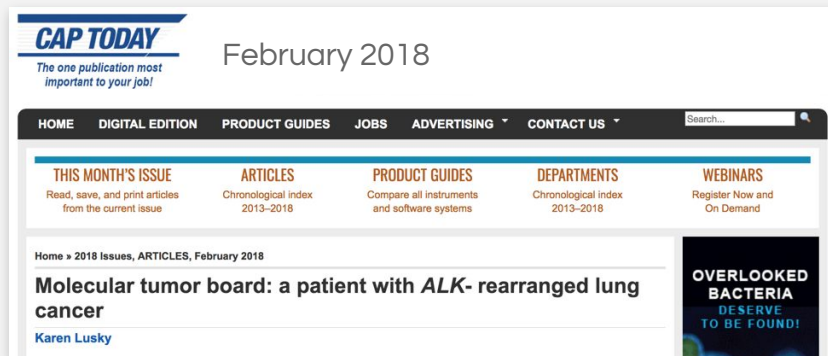 CAP TODAY
The one publication most
important to your job!
February 2018
HOME DIGITAL EDITION PRODUCT GUIDES JOBS ADVERTISING CONTACT US Search...
THIS MONTH'S ISSUE
Read, save, and print articles
from the current issue
ARTICLES
Chronological index
2013–2018
PRODUCT GUIDES
Compare all instruments
and software systems
DEPARTMENTS
Chronological index
2013–2018
WEBINARS
Register Now and
On Demand
Home » 2018 Issues, ARTICLES, February 2018
Molecular tumor board: a patient with ALK- rearranged lung
cancer
Karen Lusky
OVERLOOKED
BACTERIA
DESERVE
TO BE FOUND!